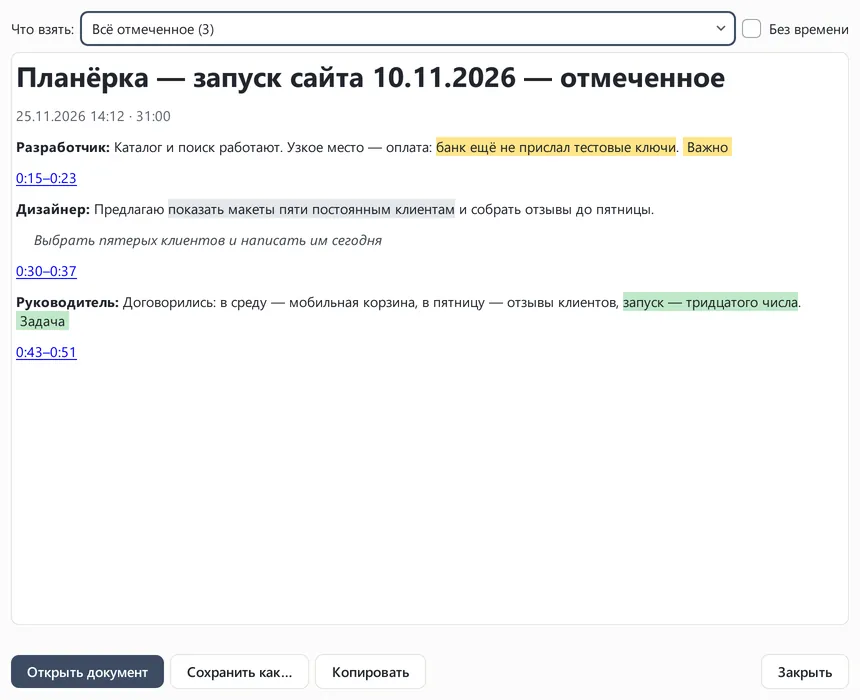 Что взять: Всё отмеченное (3) Без времени
Планёрка — запуск сайта 10.11.2026 — отмеченное
25.11.2026 14:12 · 31:00
Разработчик: Каталог и поиск работают. Узкое место — оплата: банк ещё не прислал тестовые ключи. Важно
0:15–0:23
Дизайнер: Предлагаю показать макеты пяти постоянным клиентам и собрать отзывы до пятницы.
Выбрать пятерых клиентов и написать им сегодня
0:30–0:37
Руководитель: Договорились: в среду — мобильная корзина, в пятницу — отзывы клиентов, запуск — тридцатого числа.
Задача
0:43–0:51
Открыть документ Сохранить как... Копировать Закрыть